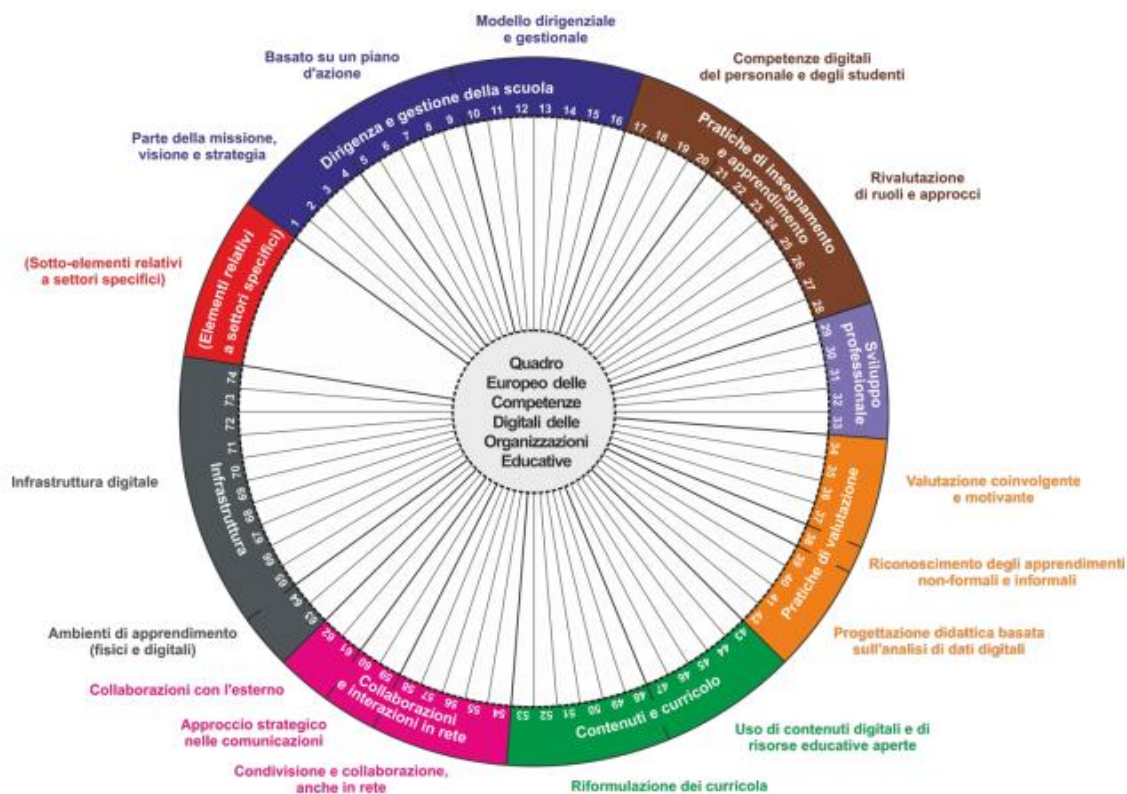 Modello dirigenziale
e gestionale
Basato su un piano
d'azione
Competenze digitali
del personale e degli studenti
Parte della missione,
visione e strategia
Rivalutazione
di ruoli e approcci
(Sotto-elementi relativi
a settori specifici)
Infrastruttura digitale
Valutazione coinvolgente
e motivante
Riconoscimento degli apprendimenti
non-formali e informali
Ambienti di apprendimento
(fisici e digitali)
Progettazione didattica basata
sull'analisi di dati digitali
Collaborazioni con l'esterno
Approccio strategico
nelle comunicazioni
Uso di contenuti digitali e di
risorse educative aperte
Condivisione e collaborazione,
anche in rete
Riformulazione dei curricola
Dirigenza e gestione della scuola
Pratiche di insegnamento
e apprendimento
Sviluppo
professionale
Pratiche di valutazione
Contenuti e curricolo
Collaborazioni
e interazioni in rete
Infrastruttura
(Elementi relativi
a settori specifici)
1 2 3 4 5 6 7 8 9 10 11 12 13 14 15 16
17 18 19 20 21 22 23 24 25 26 27 28
29 30 31 32 33
34 35 36 37 38 39 40 41 42
43 44 45 46 47 48 49 50 51 52 53
54 55 56 57 58 59 60 61 62
63 64 65 66 67 68 69 70 71 72 73 74
Quadro
Europeo delle
Competenze
Digitali delle
Organizzazioni
Educative